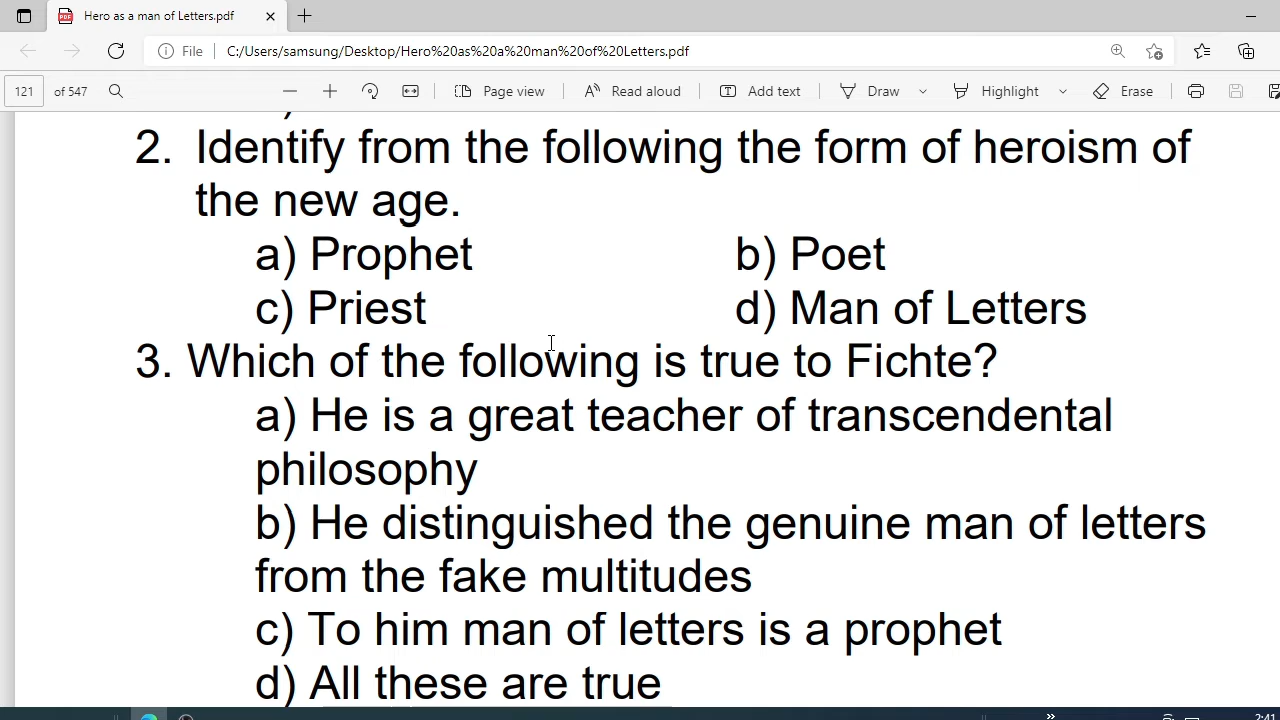 Hero as a man of Letters.pdf
File C:/Users/samsung/Desktop/Hero%20as%20a%20man%20of%20Letters.pdf
121 of 547 Page view Read aloud Add text Draw Highlight Erase
2. Identify from the following the form of heroism of
the new age.
a) Prophet b) Poet
c) Priest d) Man of Letters
3. Which of the following is true to Fichte?
a) He is a great teacher of transcendental
philosophy
b) He distinguished the genuine man of letters
from the fake multitudes
c) To him man of letters is a prophet
d) All these are true